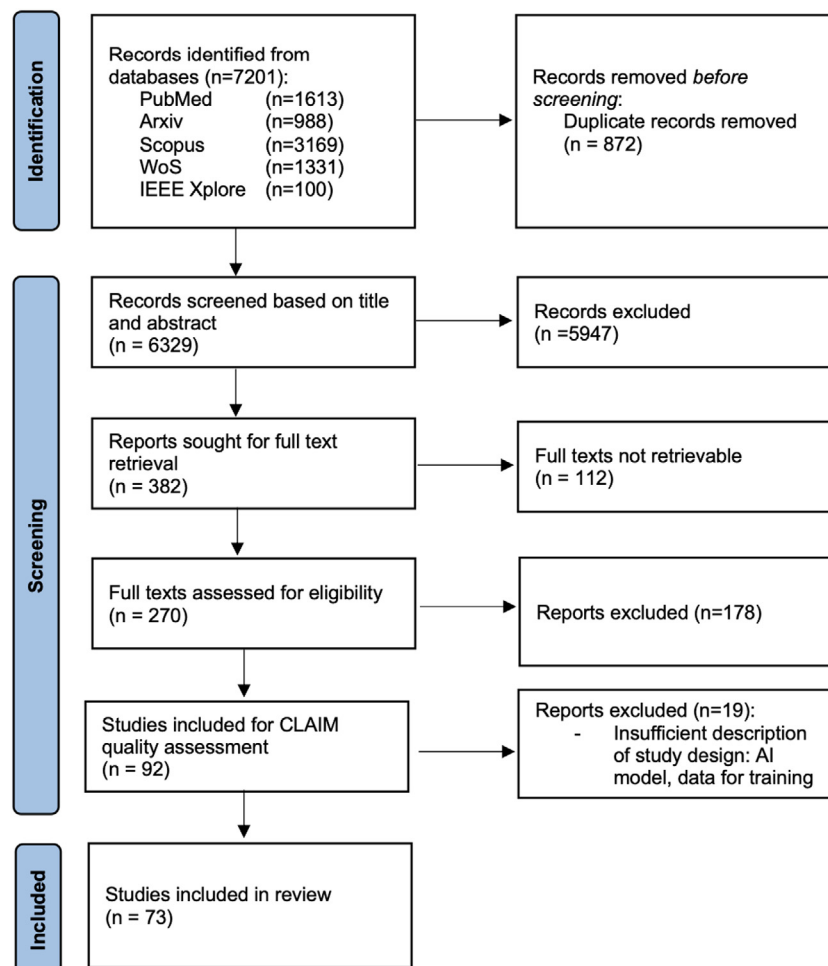 Identification
Records identified from
databases (n=7201):
PubMed (n=1613)
Arxiv (n=988)
Scopus (n=3169)
WoS (n=1331)
IEEE Xplore (n=100)
Records removed before
screening:
Duplicate records removed
(n = 872)
Screening
Records screened based on title
and abstract
(n = 6329)
Records excluded
(n =5947)
Reports sought for full text
retrieval
(n = 382)
Full texts not retrievable
(n = 112)
Full texts assessed for eligibility
(n = 270)
Reports excluded (n=178)
Studies included for CLAIM
quality assessment
(n = 92)
Reports excluded (n=19):
- Insufficient description
of study design: AI
model, data for training
Included
Studies included in review
(n = 73)